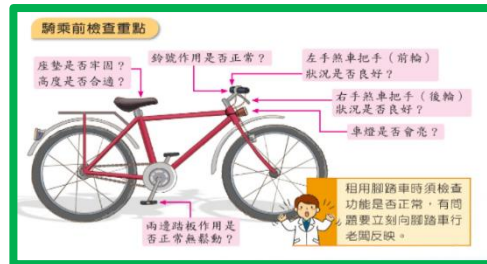 騎乘前檢查重點
座墊是否牢固？
高度是否合適？
鈴號作用是否正常？
左手煞車把手（前輪）
狀況是否良好？
右手煞車把手（後輪）
狀況是否良好？
車燈是否會亮？
兩邊踏板作用是
否正常無鬆動？
租用腳踏車時須檢查
功能是否正常，有問
題要立刻向腳踏車行
老闆反映。